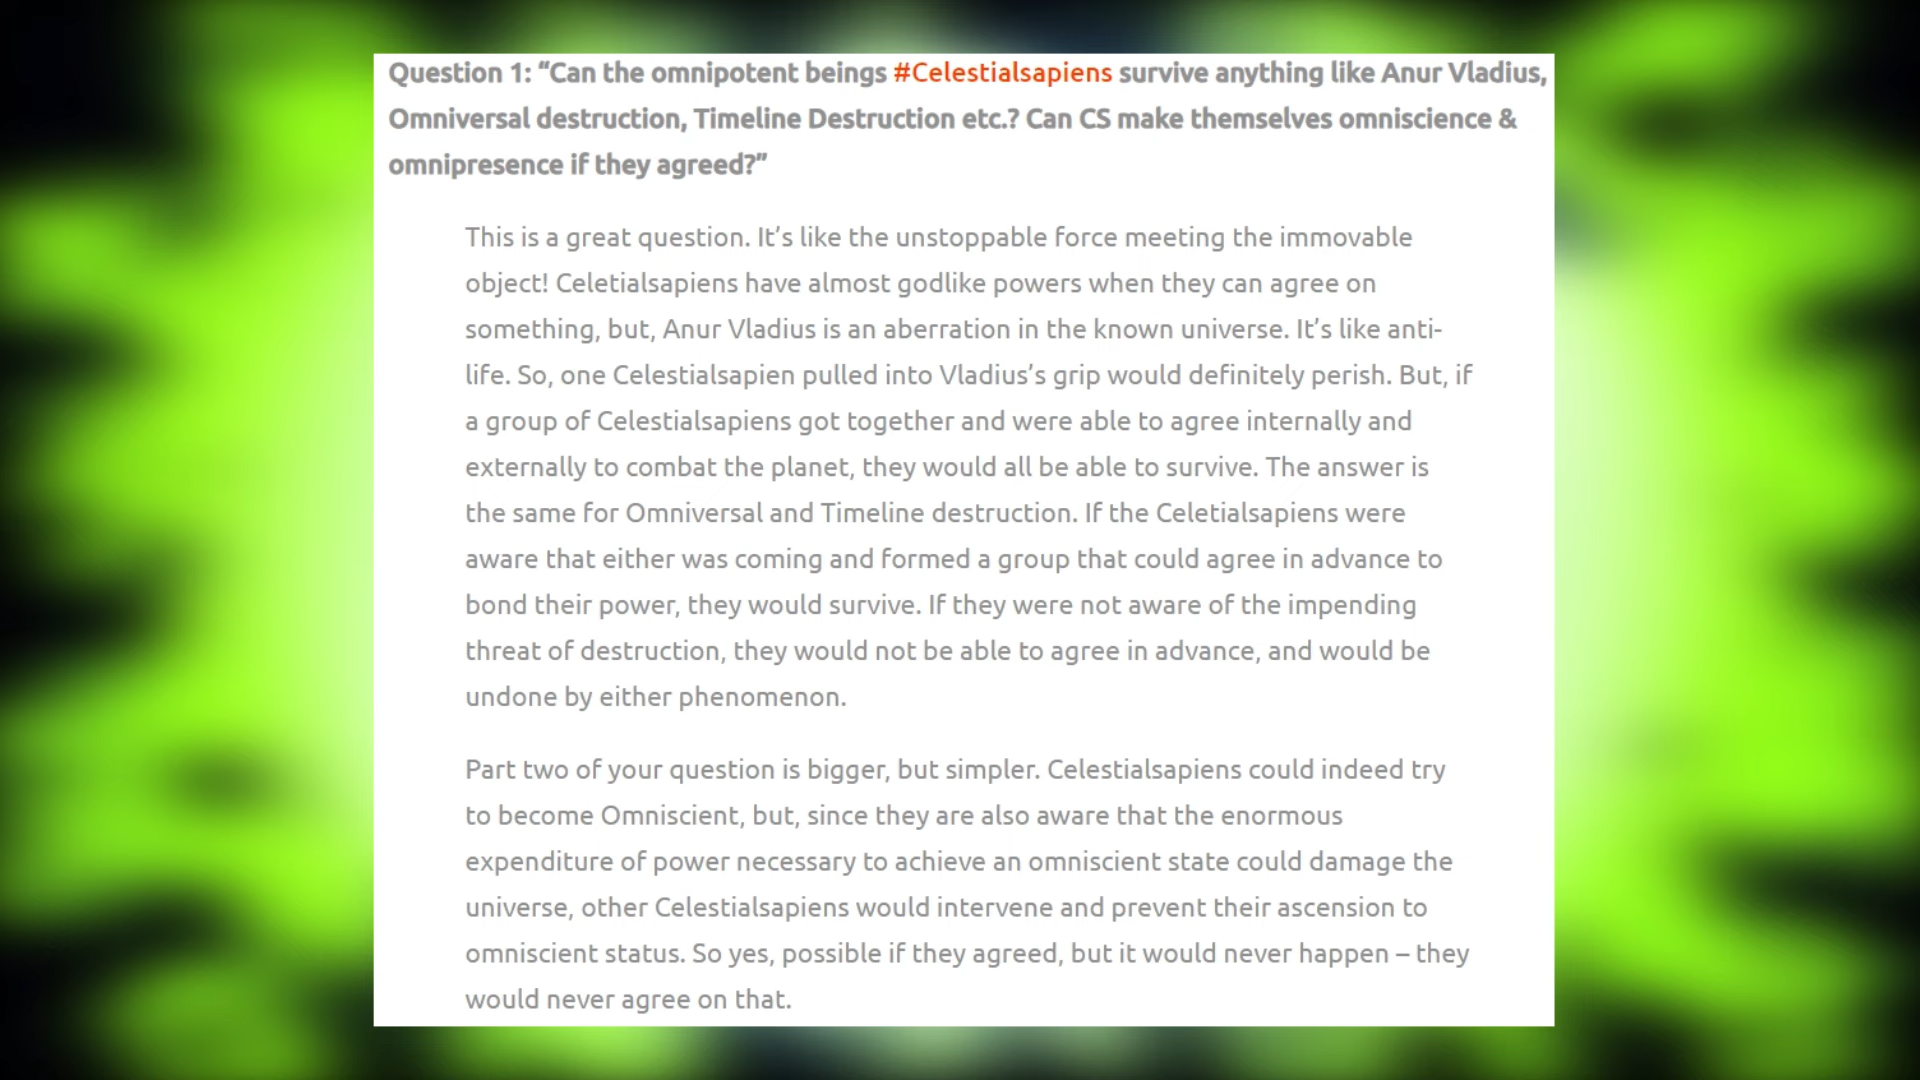 Question 1: “Can the omnipotent beings #Celestialsapiens survive anything like Anur Vladius,
Omniversal destruction, Timeline Destruction etc.? Can CS make themselves omniscience &
omnipresence if they agreed?”
This is a great question. It’s like the unstoppable force meeting the immovable
object! Celetialsapiens have almost godlike powers when they can agree on
something, but, Anur Vladius is an aberration in the known universe. It’s like anti-
life. So, one Celestialsapien pulled into Vladius’s grip would definitely perish. But, if
a group of Celestialsapiens got together and were able to agree internally and
externally to combat the planet, they would all be able to survive. The answer is
the same for Omniversal and Timeline destruction. If the Celetialsapiens were
aware that either was coming and formed a group that could agree in advance to
bond their power, they would survive. If they were not aware of the impending
threat of destruction, they would not be able to agree in advance, and would be
undone by either phenomenon.
Part two of your question is bigger, but simpler. Celestialsapiens could indeed try
to become Omniscient, but, since they are also aware that the enormous
expenditure of power necessary to achieve an omniscient state could damage the
universe, other Celestialsapiens would intervene and prevent their ascension to
omniscient status. So yes, possible if they agreed, but it would never happen – they
would never agree on that.